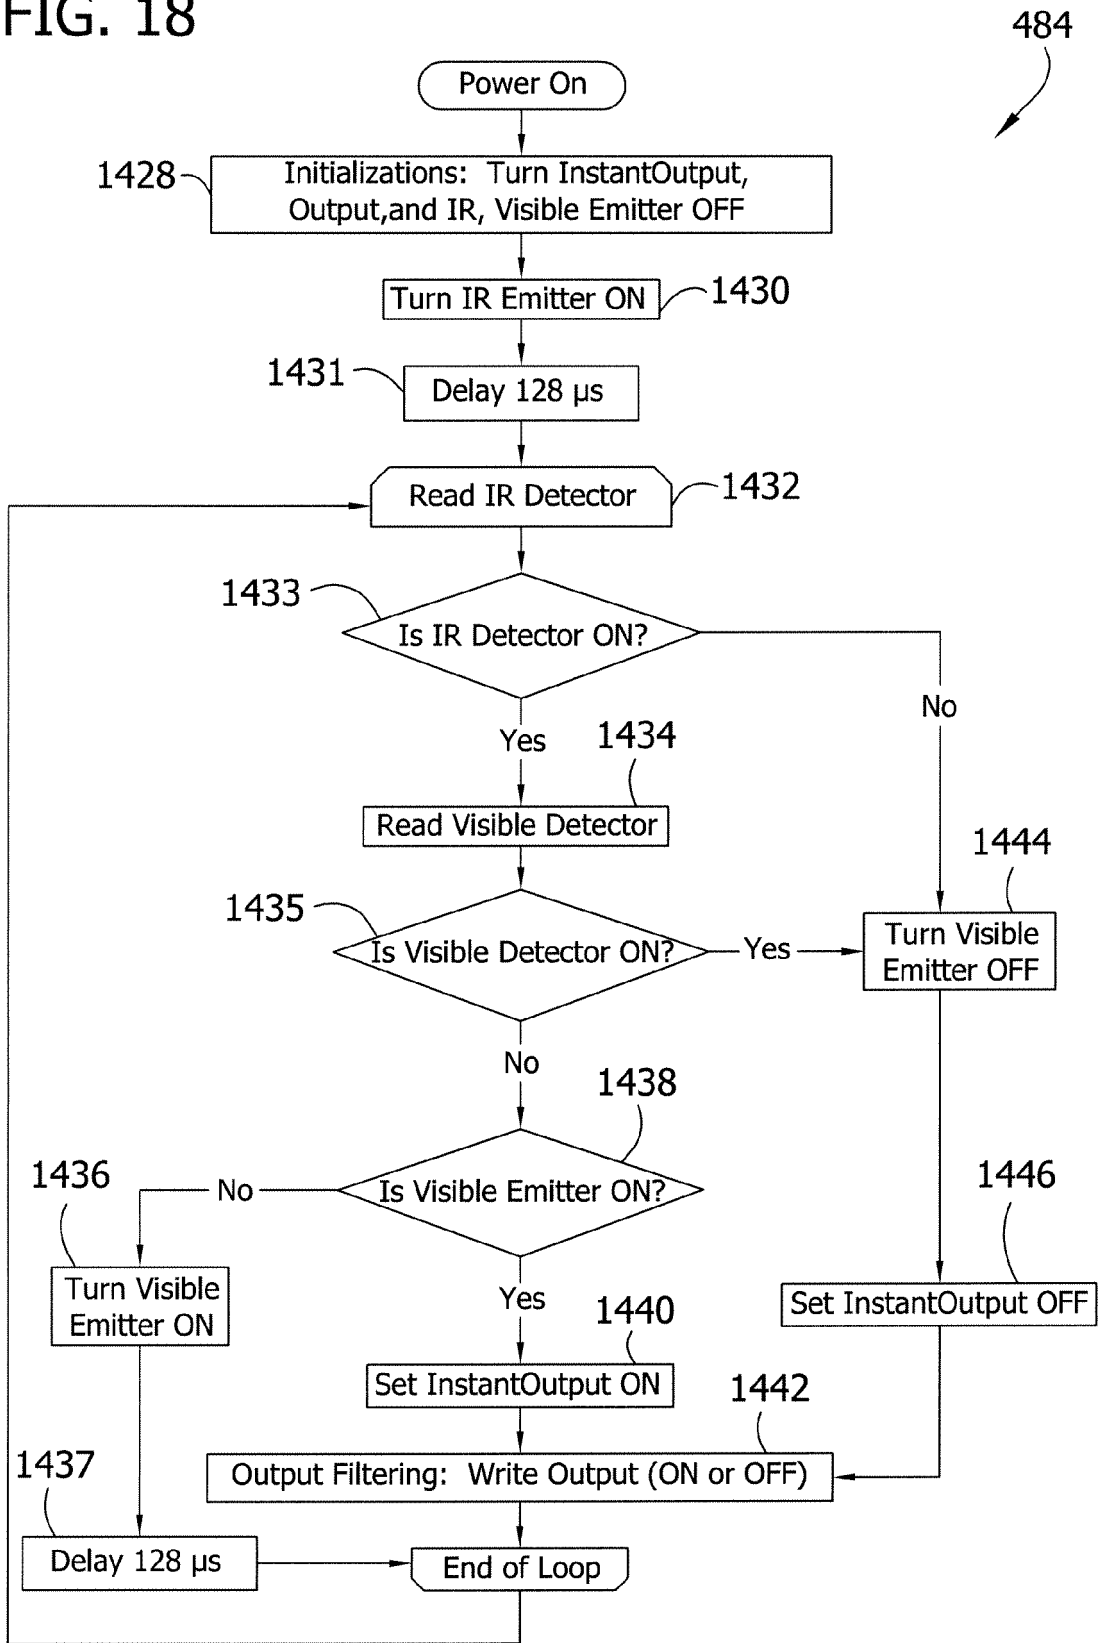 FIG. 18
484
Power On
1428
Initializations: Turn InstantOutput,
Output,and IR, Visible Emitter OFF
Turn IR Emitter ON
1430
1431
Delay 128 µs
Read IR Detector
1432
1433
Is IR Detector ON?
No
Yes
1434
Read Visible Detector
1444
1435
Is Visible Detector ON?
Yes
Turn Visible
Emitter OFF
No
1438
1436
No
Is Visible Emitter ON?
1446
Turn Visible
Emitter ON
Yes
Set InstantOutput OFF
1440
Set InstantOutput ON
1442
1437
Output Filtering: Write Output (ON or OFF)
Delay 128 µs
End of Loop